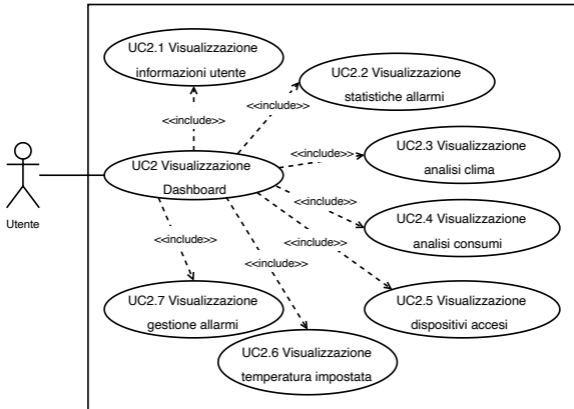 UC2.1 Visualizzazione
informazioni utente
UC2.2 Visualizzazione
statistiche allarmi
<<include>>
<<include>>
UC2.3 Visualizzazione
analisi clima
<<include>>
UC2 Visualizzazione
Dashboard
Utente
<<include>>
UC2.4 Visualizzazione
analisi consumi
<<include>>
<<include>>
<<include>>
UC2.7 Visualizzazione
gestione allarmi
UC2.5 Visualizzazione
dispositivi accesi
UC2.6 Visualizzazione
temperatura impostata